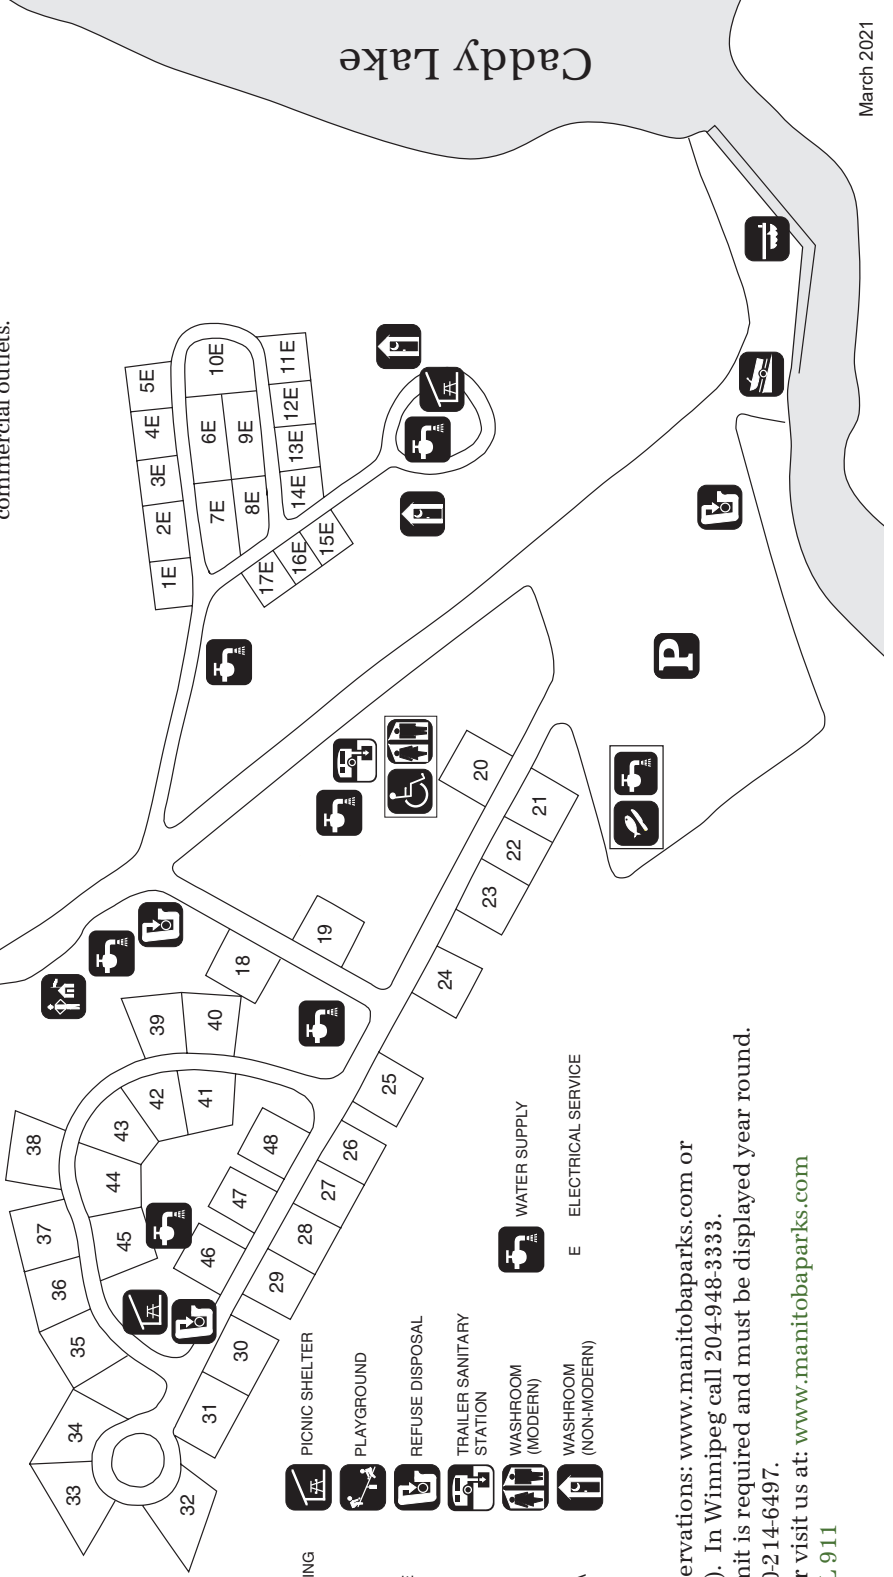 commercial outlets.
Caddy Lake
March 2021
1E
2E
3E
4E
5E
6E
7E
8E
9E
10E
11E
12E
13E
14E
15E
16E
17E
18
19
20
21
22
23
24
25
26
27
28
29
30
31
32
33
34
35
36
37
38
39
40
41
42
43
44
45
46
47
48
P
PICNIC SHELTER
PLAYGROUND
REFUSE DISPOSAL
TRAILER SANITARY
STATION
WASHROOM
(MODERN)
WASHROOM
(NON-MODERN)
WATER SUPPLY
E ELECTRICAL SERVICE
ervations: www.manitobaparks.com or
). In Winnipeg call 204-948-3333.
mit is required and must be displayed year round.
0-214-6497.
r visit us at: www.manitobaparks.com
L 911